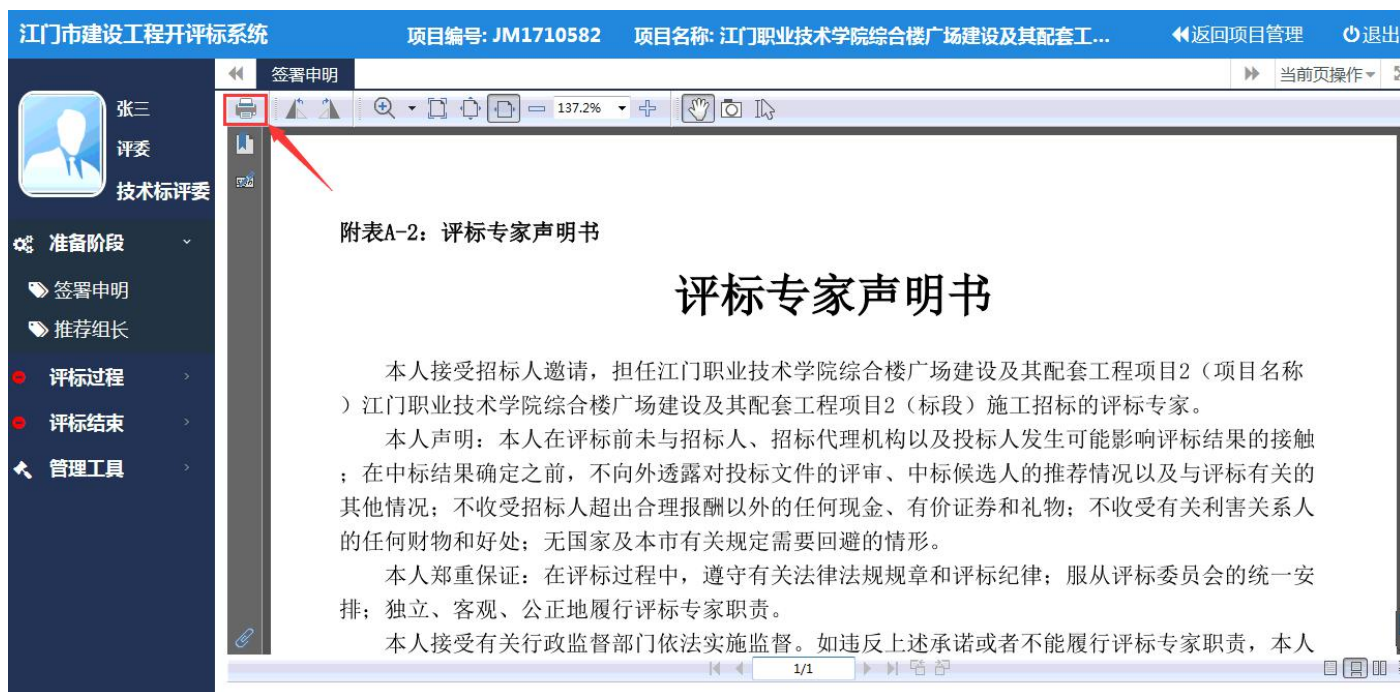 江门市建设工程开评标系统 项目编号: JM1710582 项目名称: 江门职业技术学院综合楼广场建设及其配套工... 返回项目管理 退出
签署申明 当前页操作
张三
评委
技术标评委
准备阶段
签署申明
推荐组长
评标过程
评标结束
管理工具
137.2%
附表A-2：评标专家声明书
评标专家声明书
本人接受招标人邀请，担任江门职业技术学院综合楼广场建设及其配套工程项目2（项目名称
）江门职业技术学院综合楼广场建设及其配套工程项目2（标段）施工招标的评标专家。
本人声明：本人在评标前未与招标人、招标代理机构以及投标人发生可能影响评标结果的接触
；在中标结果确定之前，不向外透露对投标文件的评审、中标候选人的推荐情况以及与评标有关的
其他情况；不收受招标人超出合理报酬以外的任何现金、有价证券和礼物；不收受有关利害关系人
的任何财物和好处；无国家及本市有关规定需要回避的情形。
本人郑重保证：在评标过程中，遵守有关法律法规规章和评标纪律；服从评标委员会的统一安
排；独立、客观、公正地履行评标专家职责。
本人接受有关行政监督部门依法实施监督。如违反上述承诺或者不能履行评标专家职责，本人
1/1